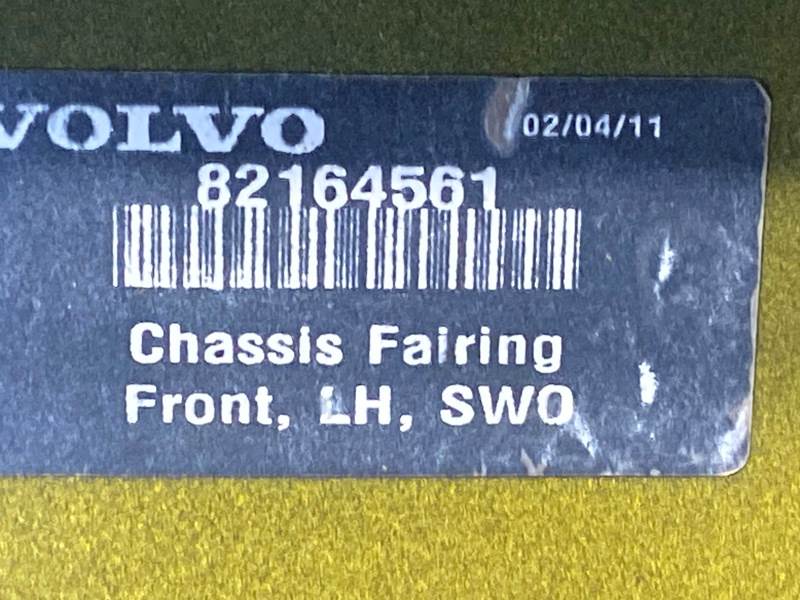 VOLVO 02/04/11
82164561
Chassis Fairing
Front, LH, SWO